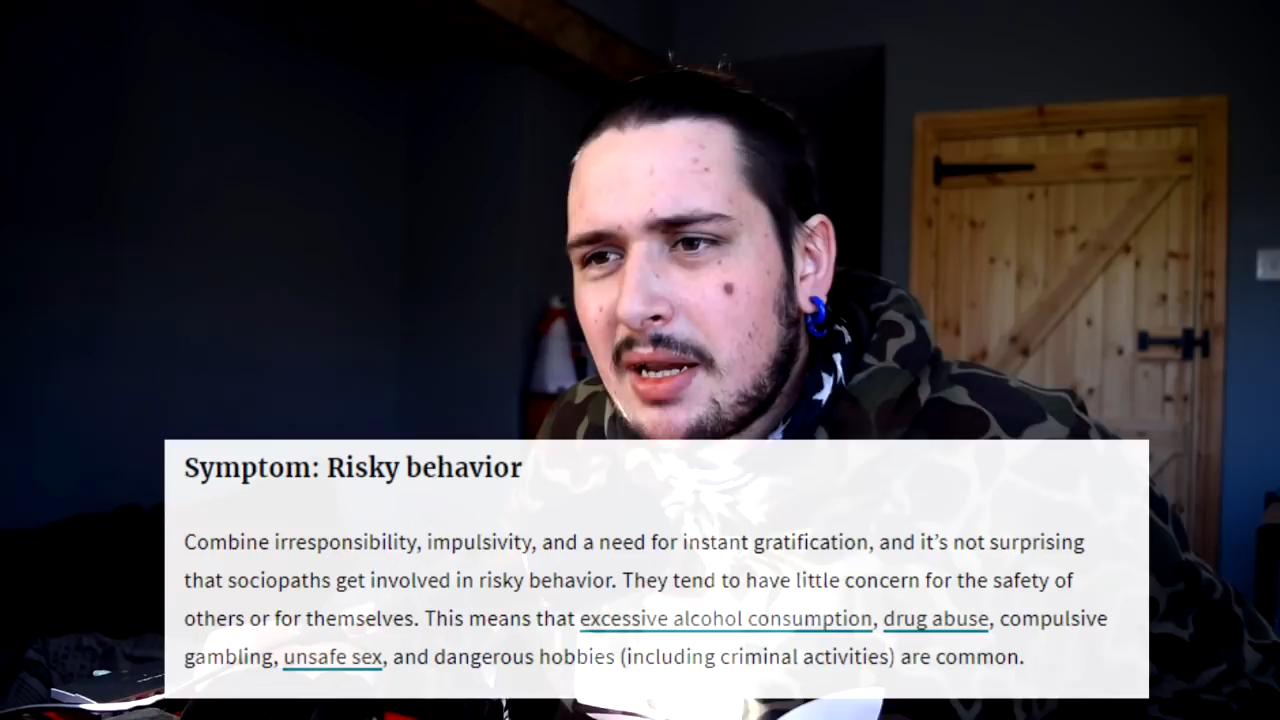 Symptom: Risky behavior
Combine irresponsibility, impulsivity, and a need for instant gratification, and it’s not surprising
that sociopaths get involved in risky behavior. They tend to have little concern for the safety of
others or for themselves. This means that excessive alcohol consumption, drug abuse, compulsive
gambling, unsafe sex, and dangerous hobbies (including criminal activities) are common.